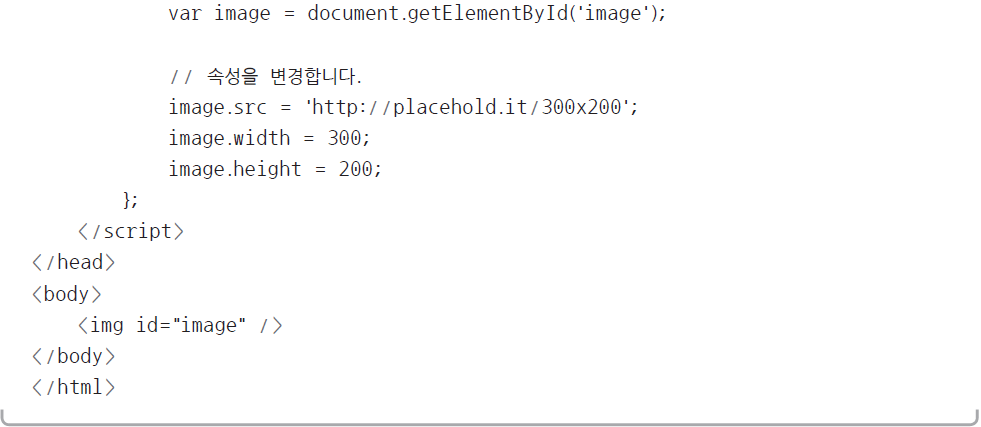 var image = document.getElementById('image');
// 속성을 변경합니다.
image.src = 'http://placehold.it/300x200';
image.width = 300;
image.height = 200;
};
</script>
</head>
<body>
<img id="image" />
</body>
</html>